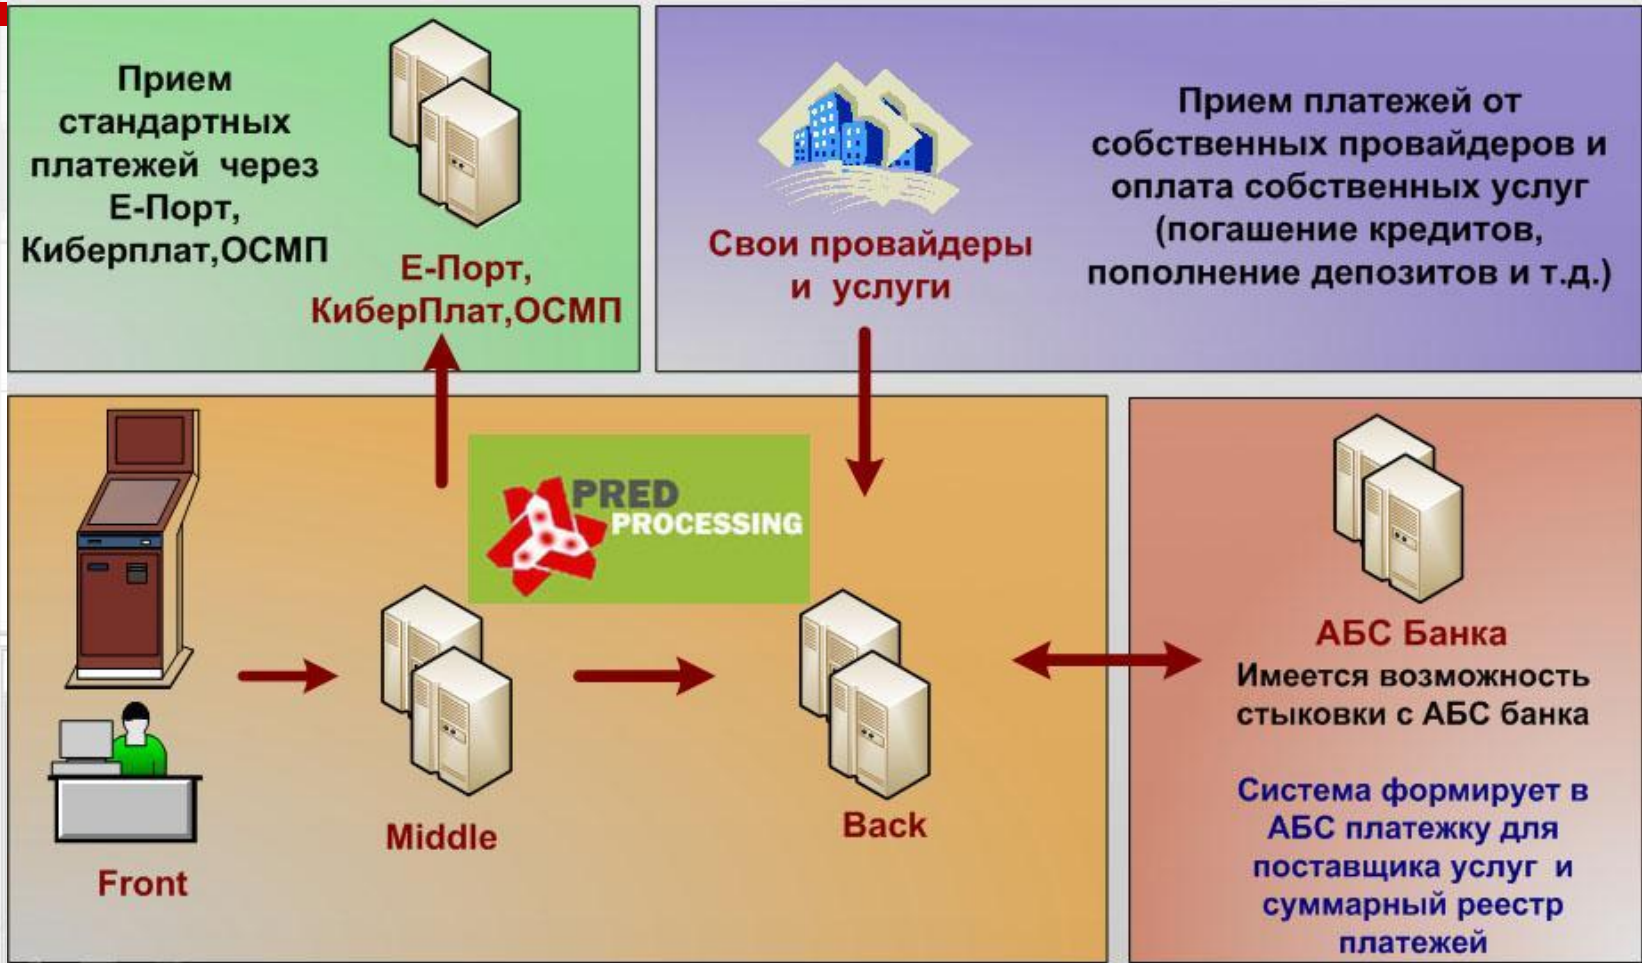 Прием
стандартных
платежей через
Е-Порт,
Киберплат,ОСМП
Е-Порт,
КиберПлат,ОСМП
Свои провайдеры
и услуги
Прием платежей от
собственных провайдеров и
оплата собственных услуг
(погашение кредитов,
пополнение депозитов и т.д.)
PRED
PROCESSING
Front
Middle
Back
АБС Банка
Имеется возможность
стыковки с АБС банка
Система формирует в
АБС платежку для
поставщика услуг и
суммарный реестр
платежей